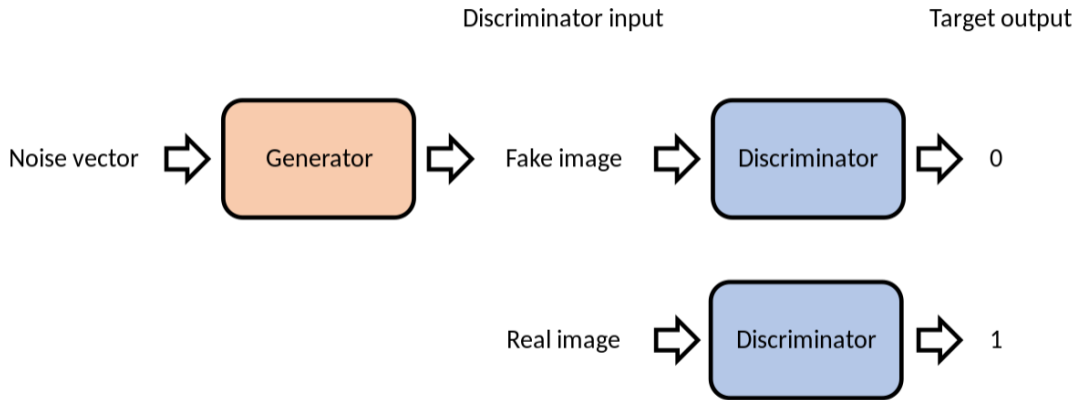 Discriminator input
Target output
Noise vector
Generator
Fake image
Discriminator
0
Real image
Discriminator
1